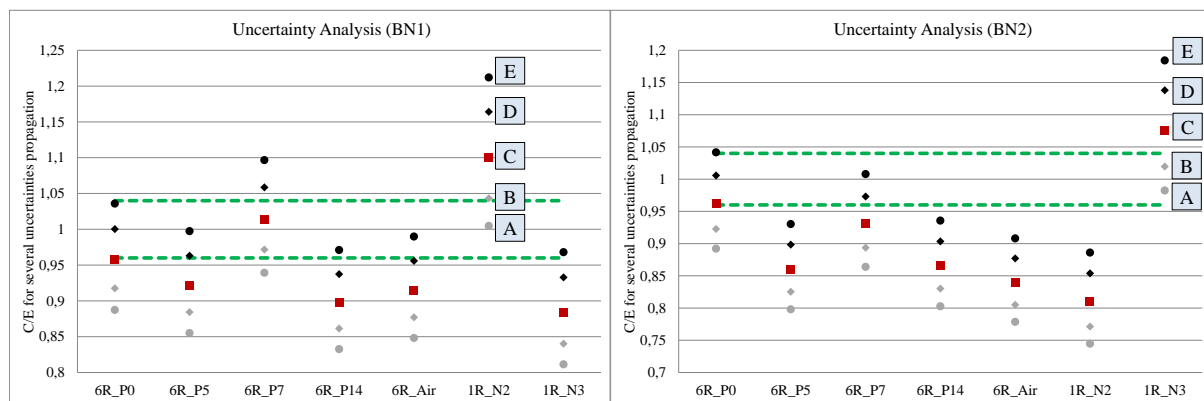 Uncertainty Analysis (BN1)
C/E for several uncertainties propagation
1,25
1,2
1,15
1,1
1,05
1
0,95
0,9
0,85
0,8
E
D
C
B
A
6R_P0 6R_P5 6R_P7 6R_P14 6R_Air 1R_N2 1R_N3
Uncertainty Analysis (BN2)
C/E for several uncertainties propagation
1,2
1,15
1,1
1,05
1
0,95
0,9
0,85
0,8
0,75
0,7
E
D
C
B
A
6R_P0 6R_P5 6R_P7 6R_P14 6R_Air 1R_N2 1R_N3